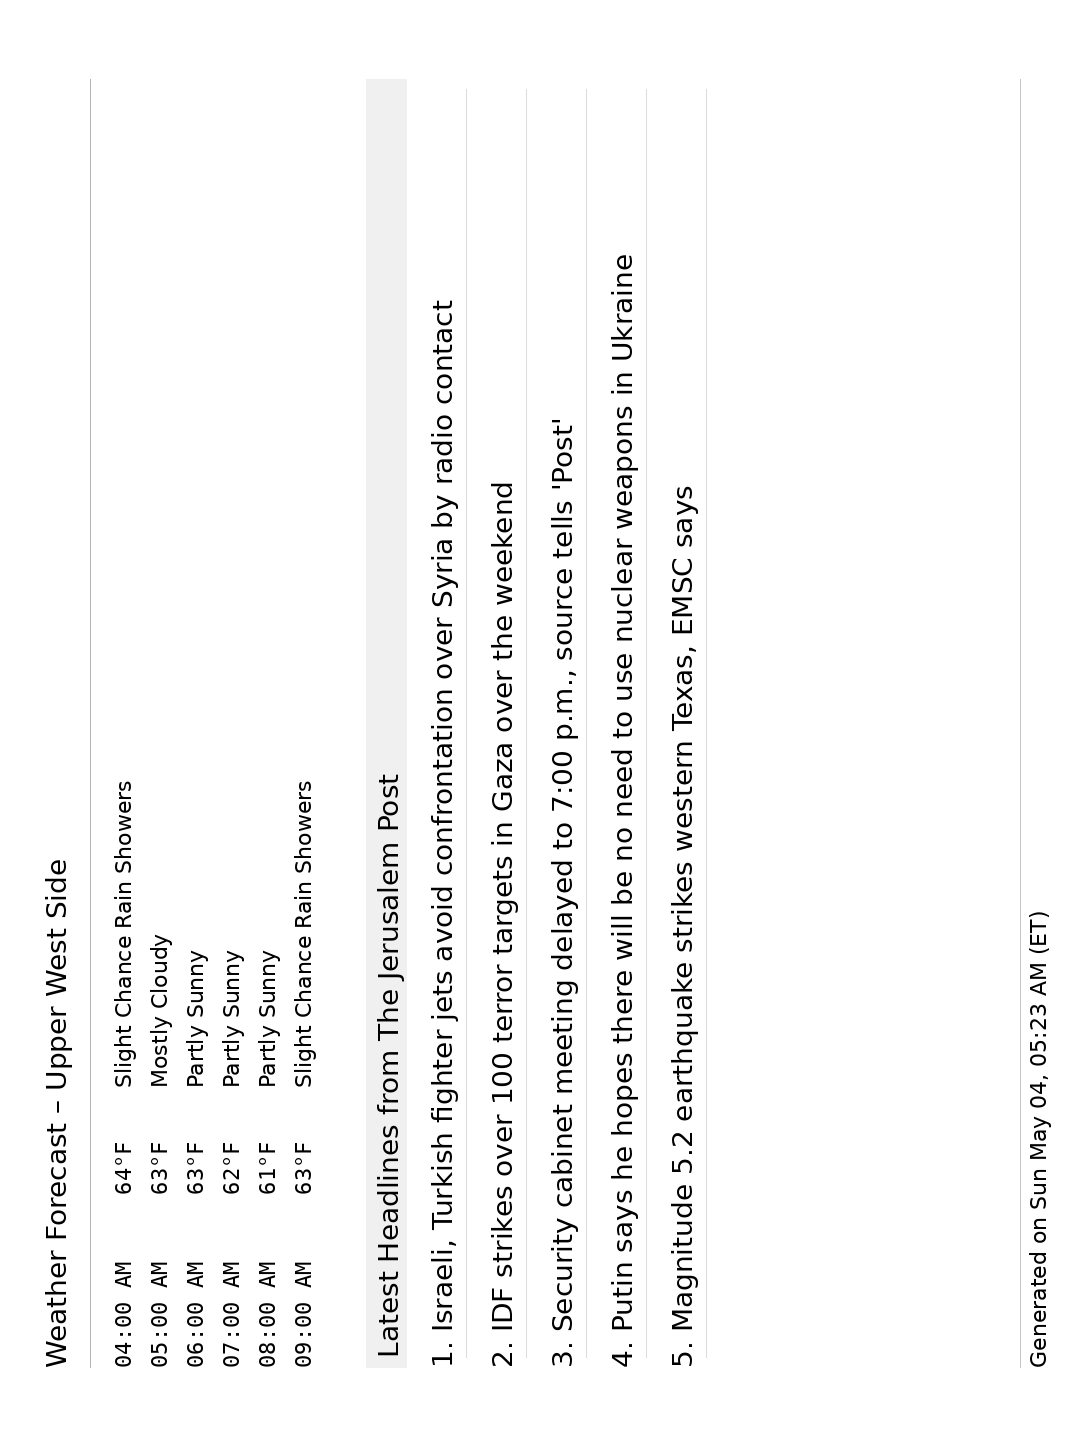 Weather Forecast – Upper West Side
04:00 AM 64°F Slight Chance Rain Showers
05:00 AM 63°F Mostly Cloudy
06:00 AM 63°F Partly Sunny
07:00 AM 62°F Partly Sunny
08:00 AM 61°F Partly Sunny
09:00 AM 63°F Slight Chance Rain Showers
Latest Headlines from The Jerusalem Post
1. Israeli, Turkish fighter jets avoid confrontation over Syria by radio contact
2. IDF strikes over 100 terror targets in Gaza over the weekend
3. Security cabinet meeting delayed to 7:00 p.m., source tells 'Post'
4. Putin says he hopes there will be no need to use nuclear weapons in Ukraine
5. Magnitude 5.2 earthquake strikes western Texas, EMSC says
Generated on Sun May 04, 05:23 AM (ET)